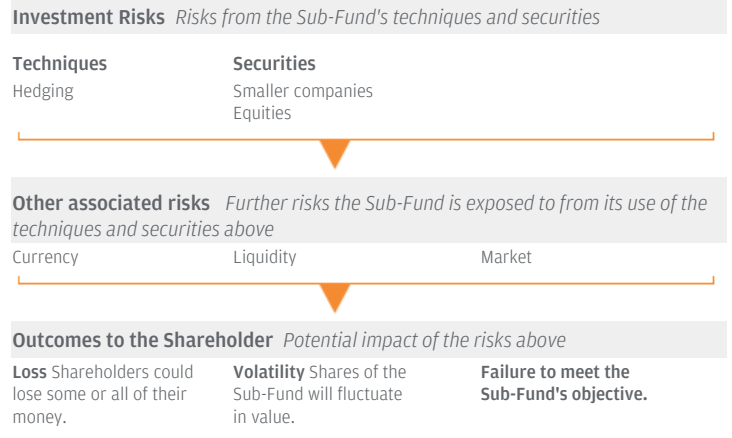 Investment Risks Risks from the Sub-Fund's techniques and securities
Techniques Securities
Hedging Smaller companies
Equities
Other associated risks Further risks the Sub-Fund is exposed to from its use of the
techniques and securities above
Currency Liquidity Market
Outcomes to the Shareholder Potential impact of the risks above
Loss Shareholders could
lose some or all of their
money.
Volatility Shares of the
Sub-Fund will fluctuate
in value.
Failure to meet the
Sub-Fund's objective.